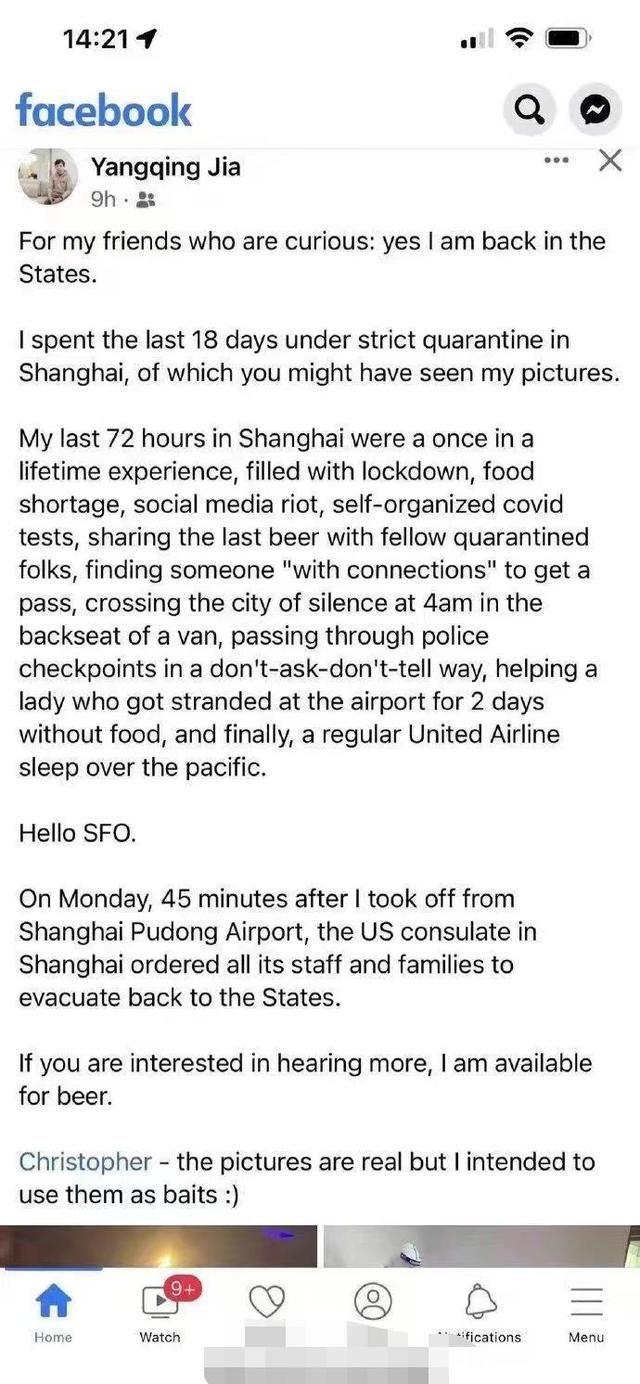 14:21
facebook
Yangqing Jia
9h ·
For my friends who are curious: yes I am back in the
States.
I spent the last 18 days under strict quarantine in
Shanghai, of which you might have seen my pictures.
My last 72 hours in Shanghai were a once in a
lifetime experience, filled with lockdown, food
shortage, social media riot, self-organized covid
tests, sharing the last beer with fellow quarantined
folks, finding someone "with connections" to get a
pass, crossing the city of silence at 4am in the
backseat of a van, passing through police
checkpoints in a don't-ask-don't-tell way, helping a
lady who got stranded at the airport for 2 days
without food, and finally, a regular United Airline
sleep over the pacific.
Hello SFO.
On Monday, 45 minutes after I took off from
Shanghai Pudong Airport, the US consulate in
Shanghai ordered all its staff and families to
evacuate back to the States.
If you are interested in hearing more, I am available
for beer.
Christopher - the pictures are real but I intended to
use them as baits :)
9+
Home Watch Menu